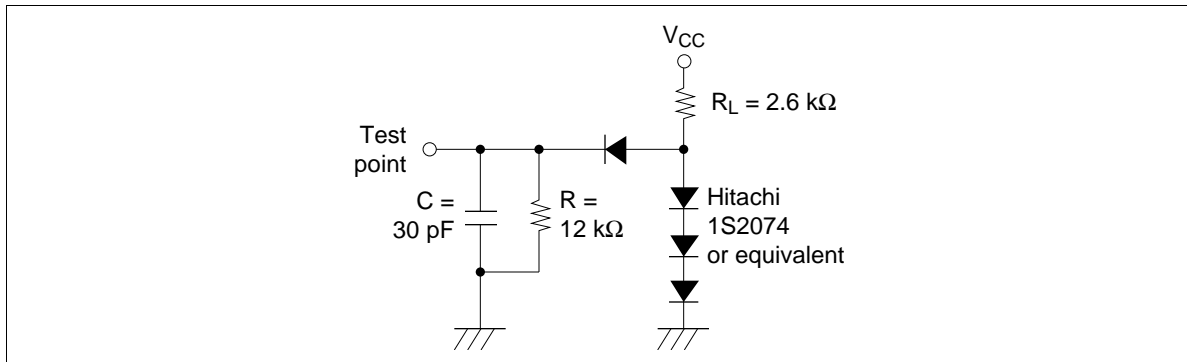 VCC
RL = 2.6 kΩ
Test
point
C =
30 pF
R =
12 kΩ
Hitachi
1S2074
or equivalent